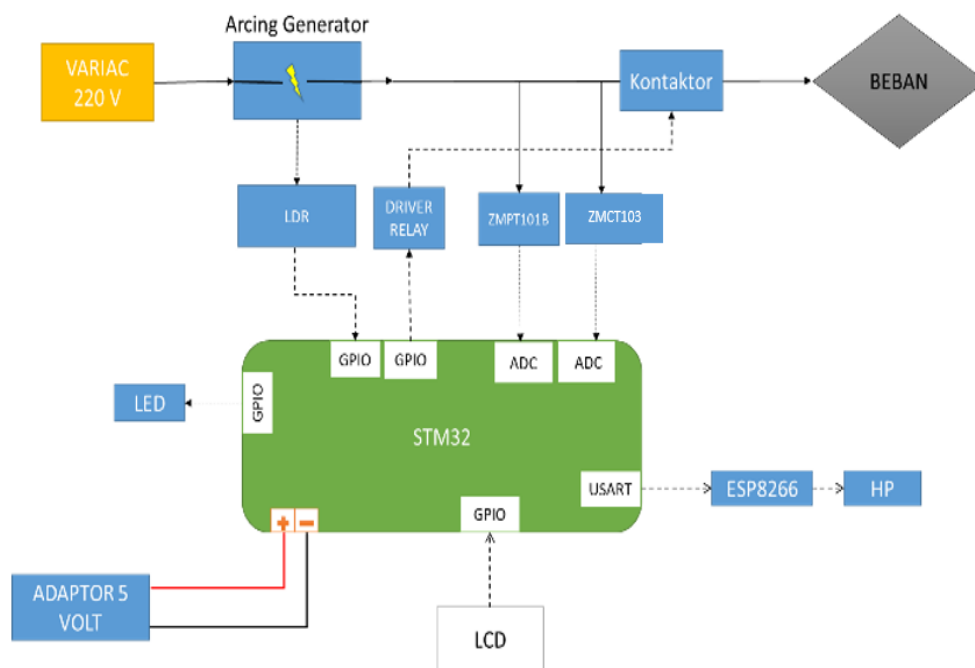 Arcing Generator
VARIAC
220 V
Kontaktor
BEBAN
LDR
DRIVER
RELAY
ZMPT101B
ZMCT103
GPIO
GPIO
ADC
ADC
LED
GPIO
STM32
USART
ESP8266
HP
GPIO
+
−
ADAPTOR 5
VOLT
LCD